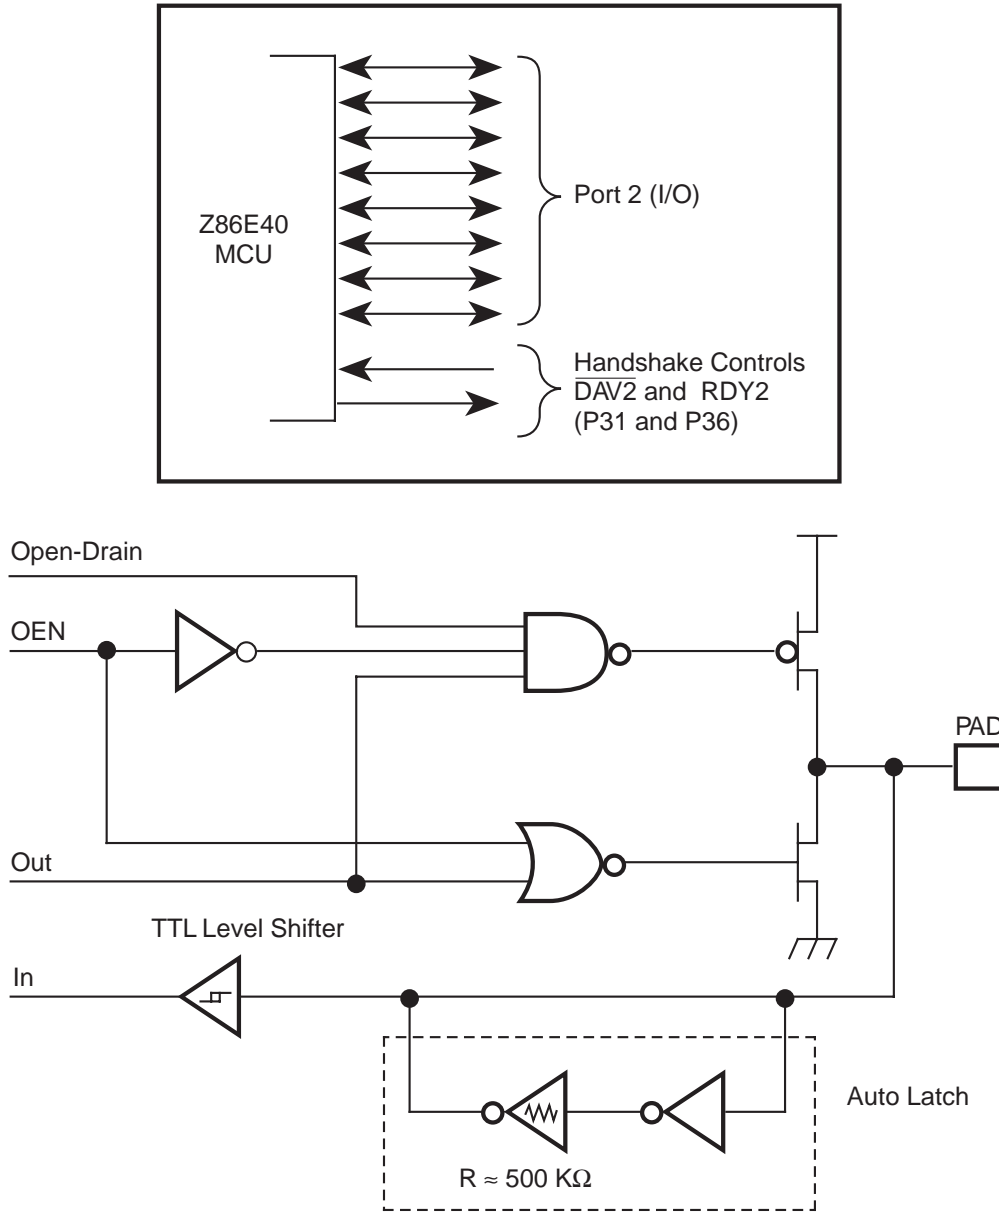 Z86E40
MCU
Port 2 (I/O)
Handshake Controls
D̅A̅V̅2̅ and RDY2
(P31 and P36)
Open-Drain
OEN
PAD
Out
TTL Level Shifter
In
Auto Latch
R ≈ 500 KΩ